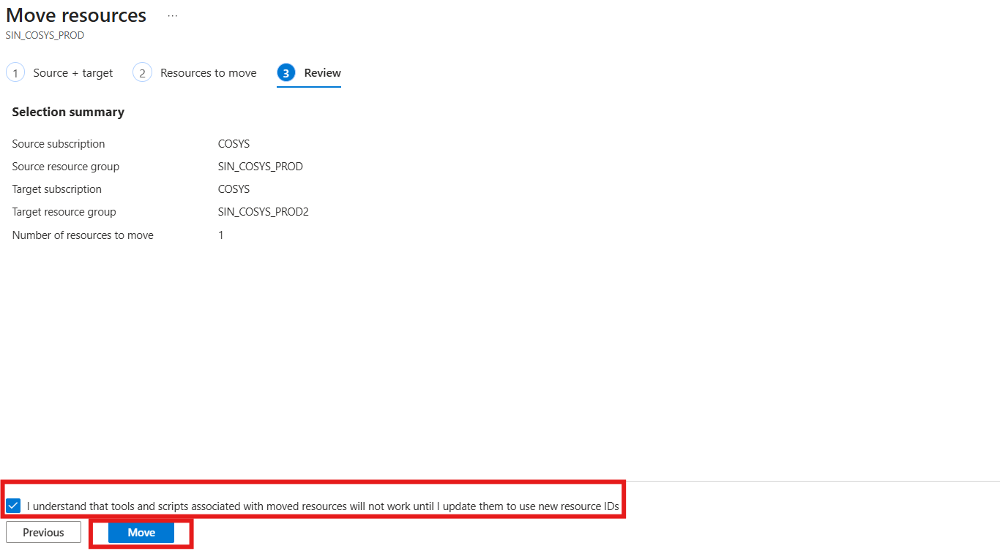 Move resources ...
SIN_COSYS_PROD
1 Source + target 2 Resources to move 3 Review
Selection summary
Source subscription COSYS
Source resource group SIN_COSYS_PROD
Target subscription COSYS
Target resource group SIN_COSYS_PROD2
Number of resources to move 1
I understand that tools and scripts associated with moved resources will not work until I update them to use new resource IDs
Previous Move